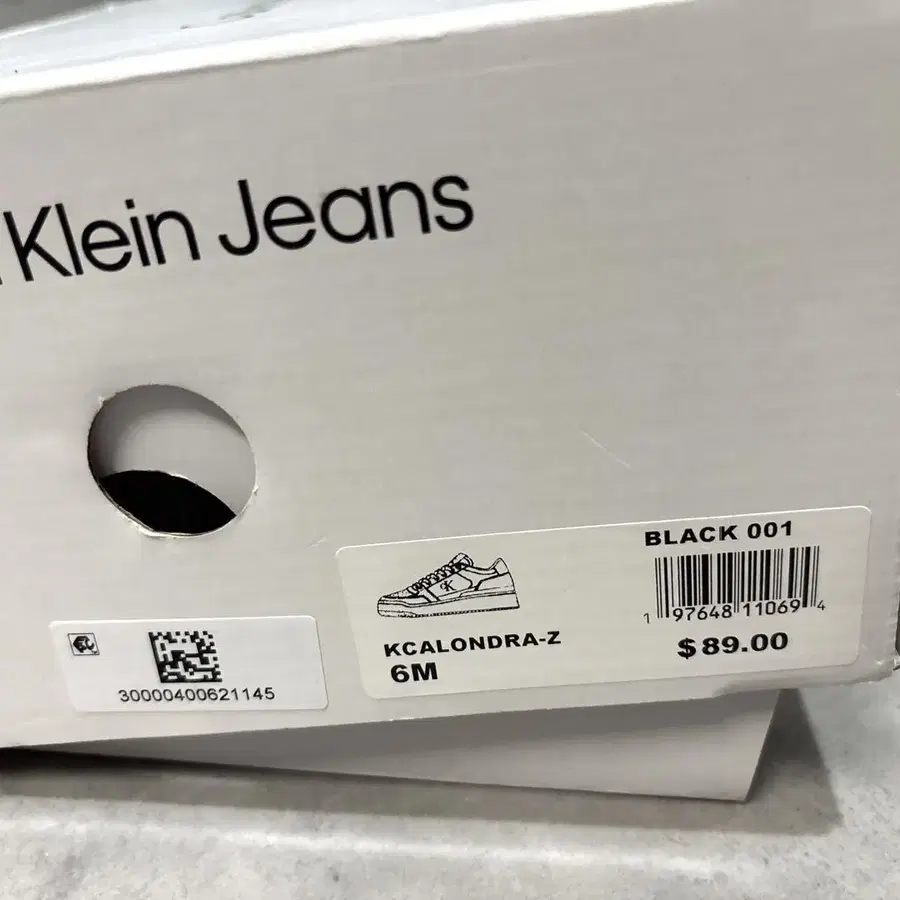 Klein Jeans
BLACK 001
1 97648 11069 4
$89.00
KCALONDRA-Z
6M
30000400621145